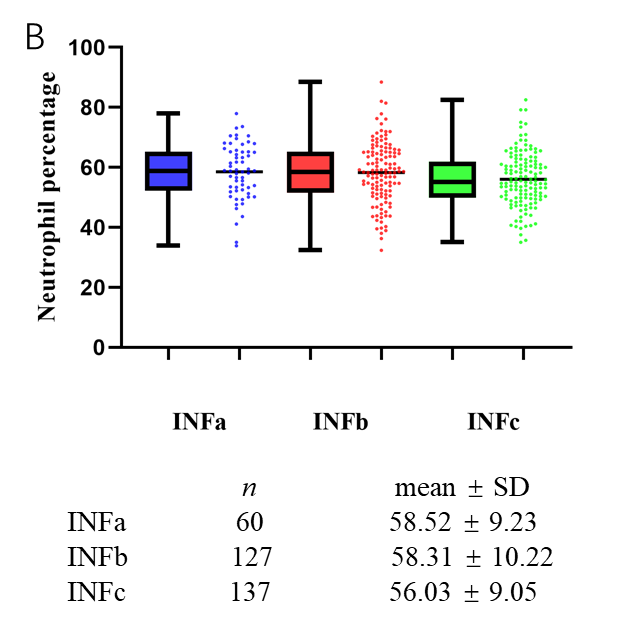 B
Neutrophil percentage
100
80
60
40
20
0
INFa INFb INFc
n mean ± SD
INFa 60 58.52 ± 9.23
INFb 127 58.31 ± 10.22
INFc 137 56.03 ± 9.05